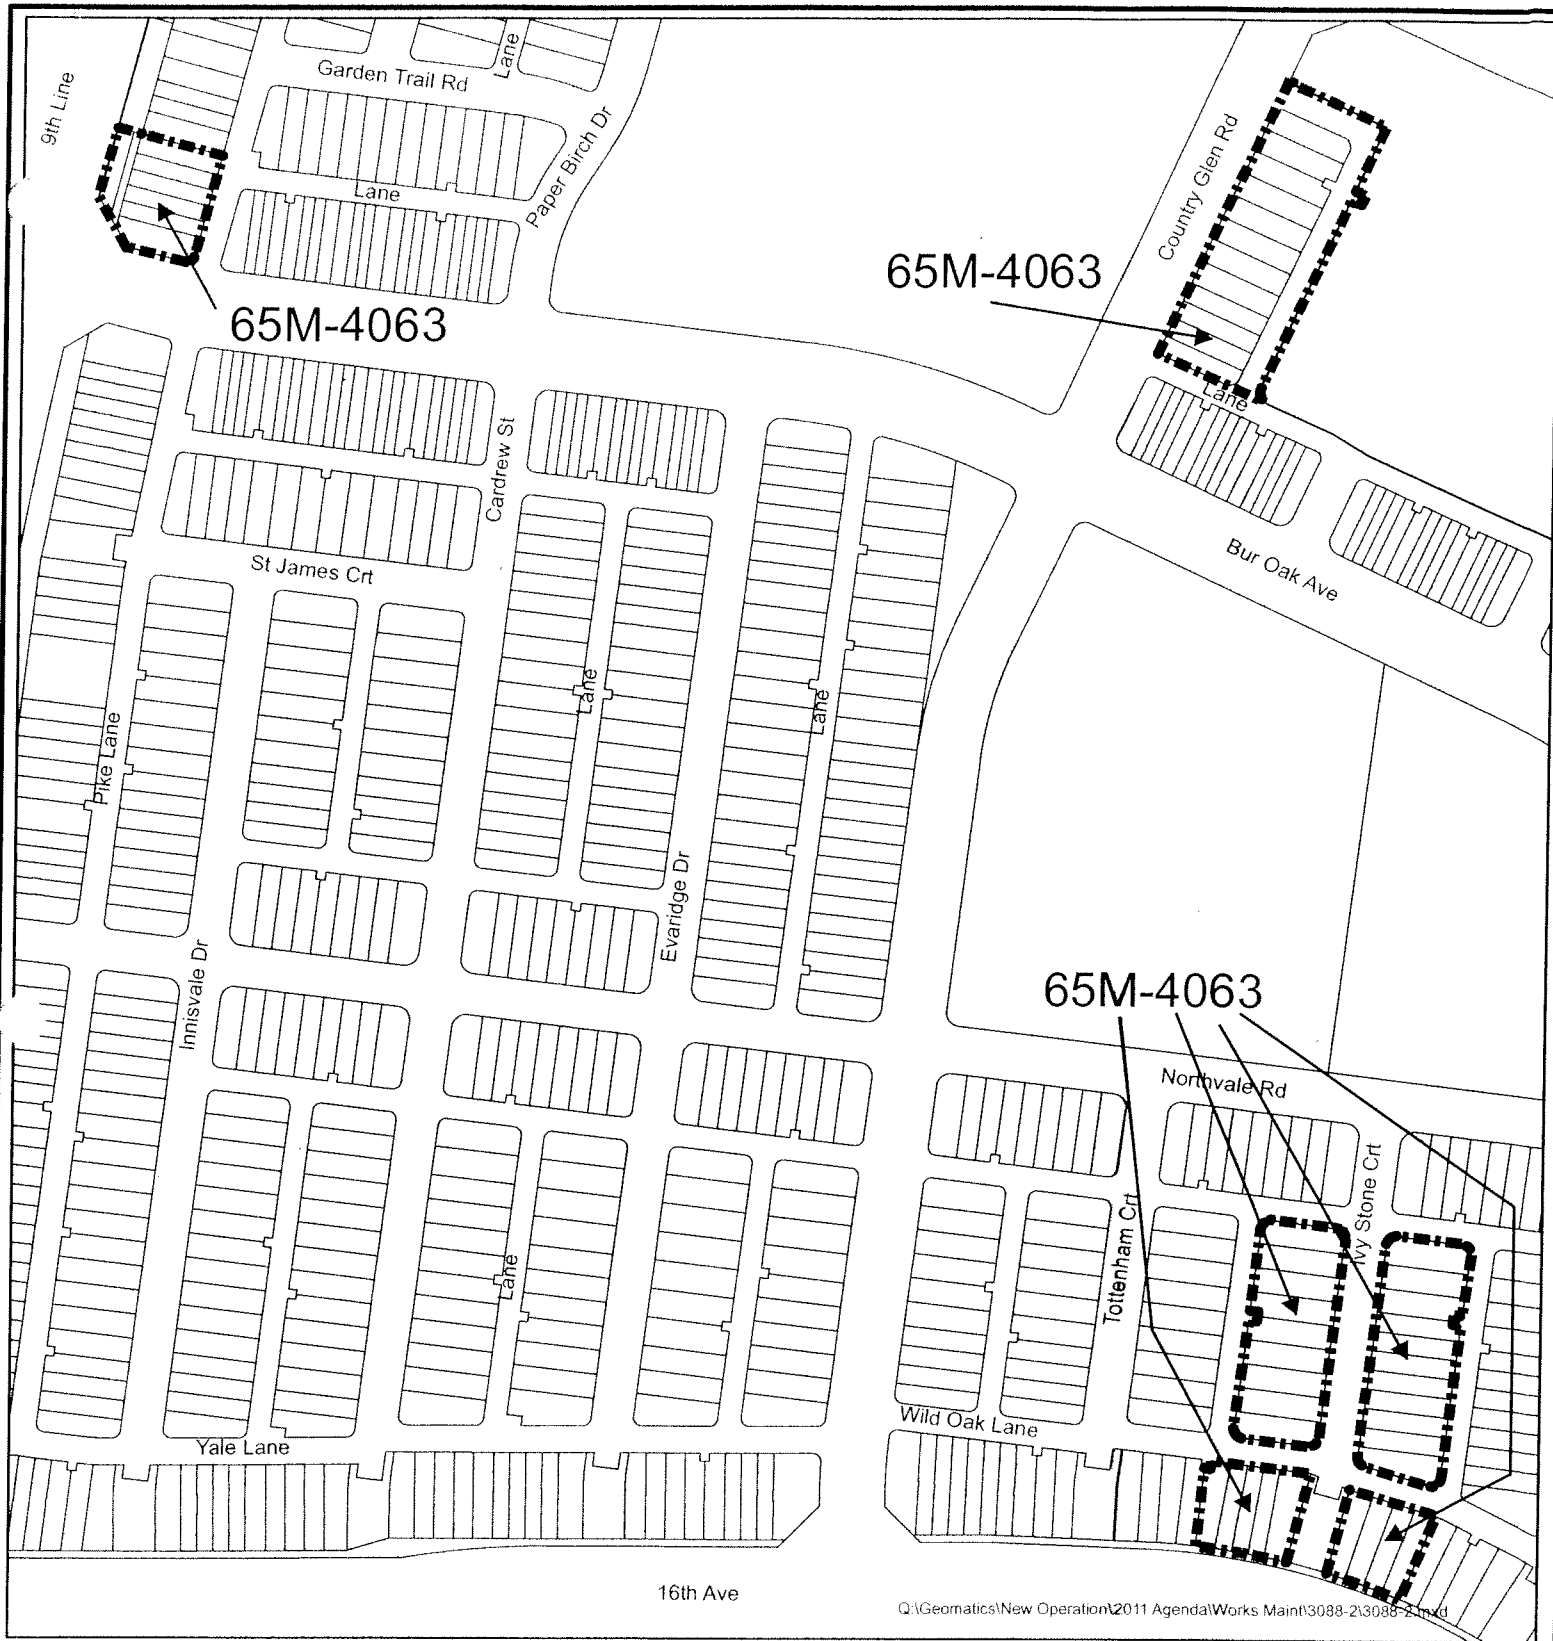 Garden Trail Rd
Lane
9th Line
Paper Birch Dr
Lane
Country Glen Rd
65M-4063
65M-4063
Lane
Cardrew St
Bur Oak Ave
St James Crt
Lane
Lane
Pike Lane
Evaridge Dr
Innisvale Dr
65M-4063
Northvale Rd
Ivy Stone Crt
Tottenham Crt
Lane
Wild Oak Lane
Yale Lane
16th Ave
Q:\Geomatics\New Operation\2011 Agenda\Works Maint\3088-2\3088-2.mxd